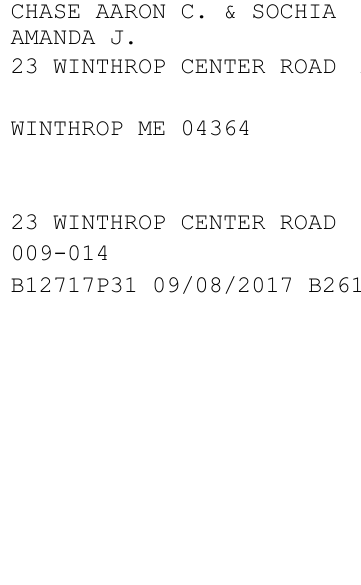 CHASE AARON C. & SOCHIA
AMANDA J.
23 WINTHROP CENTER ROAD
WINTHROP ME 04364
23 WINTHROP CENTER ROAD
009-014
B12717P31 09/08/2017 B261